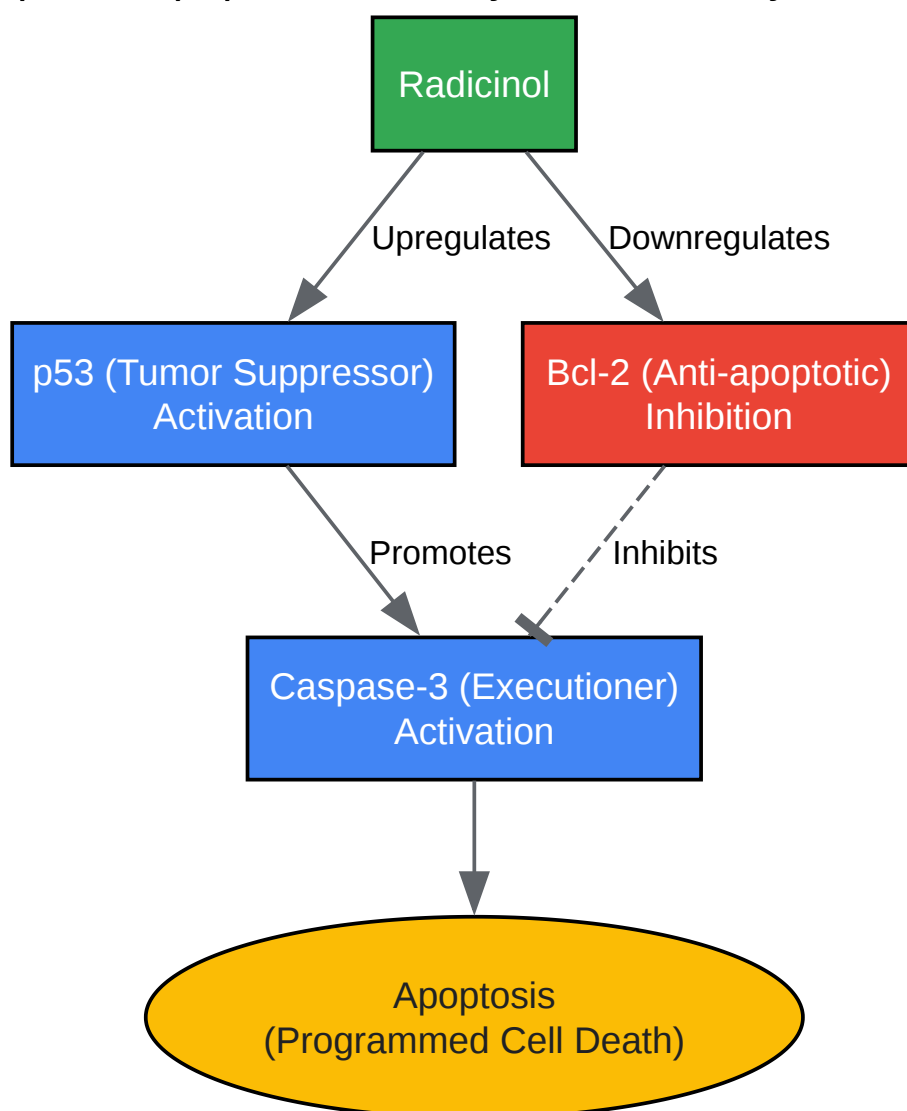 Radicinol
Upregulates
Downregulates
p53 (Tumor Suppressor)
Activation
Bcl-2 (Anti-apoptotic)
Inhibition
Promotes
Inhibits
Caspase-3 (Executioner)
Activation
Apoptosis
(Programmed Cell Death)